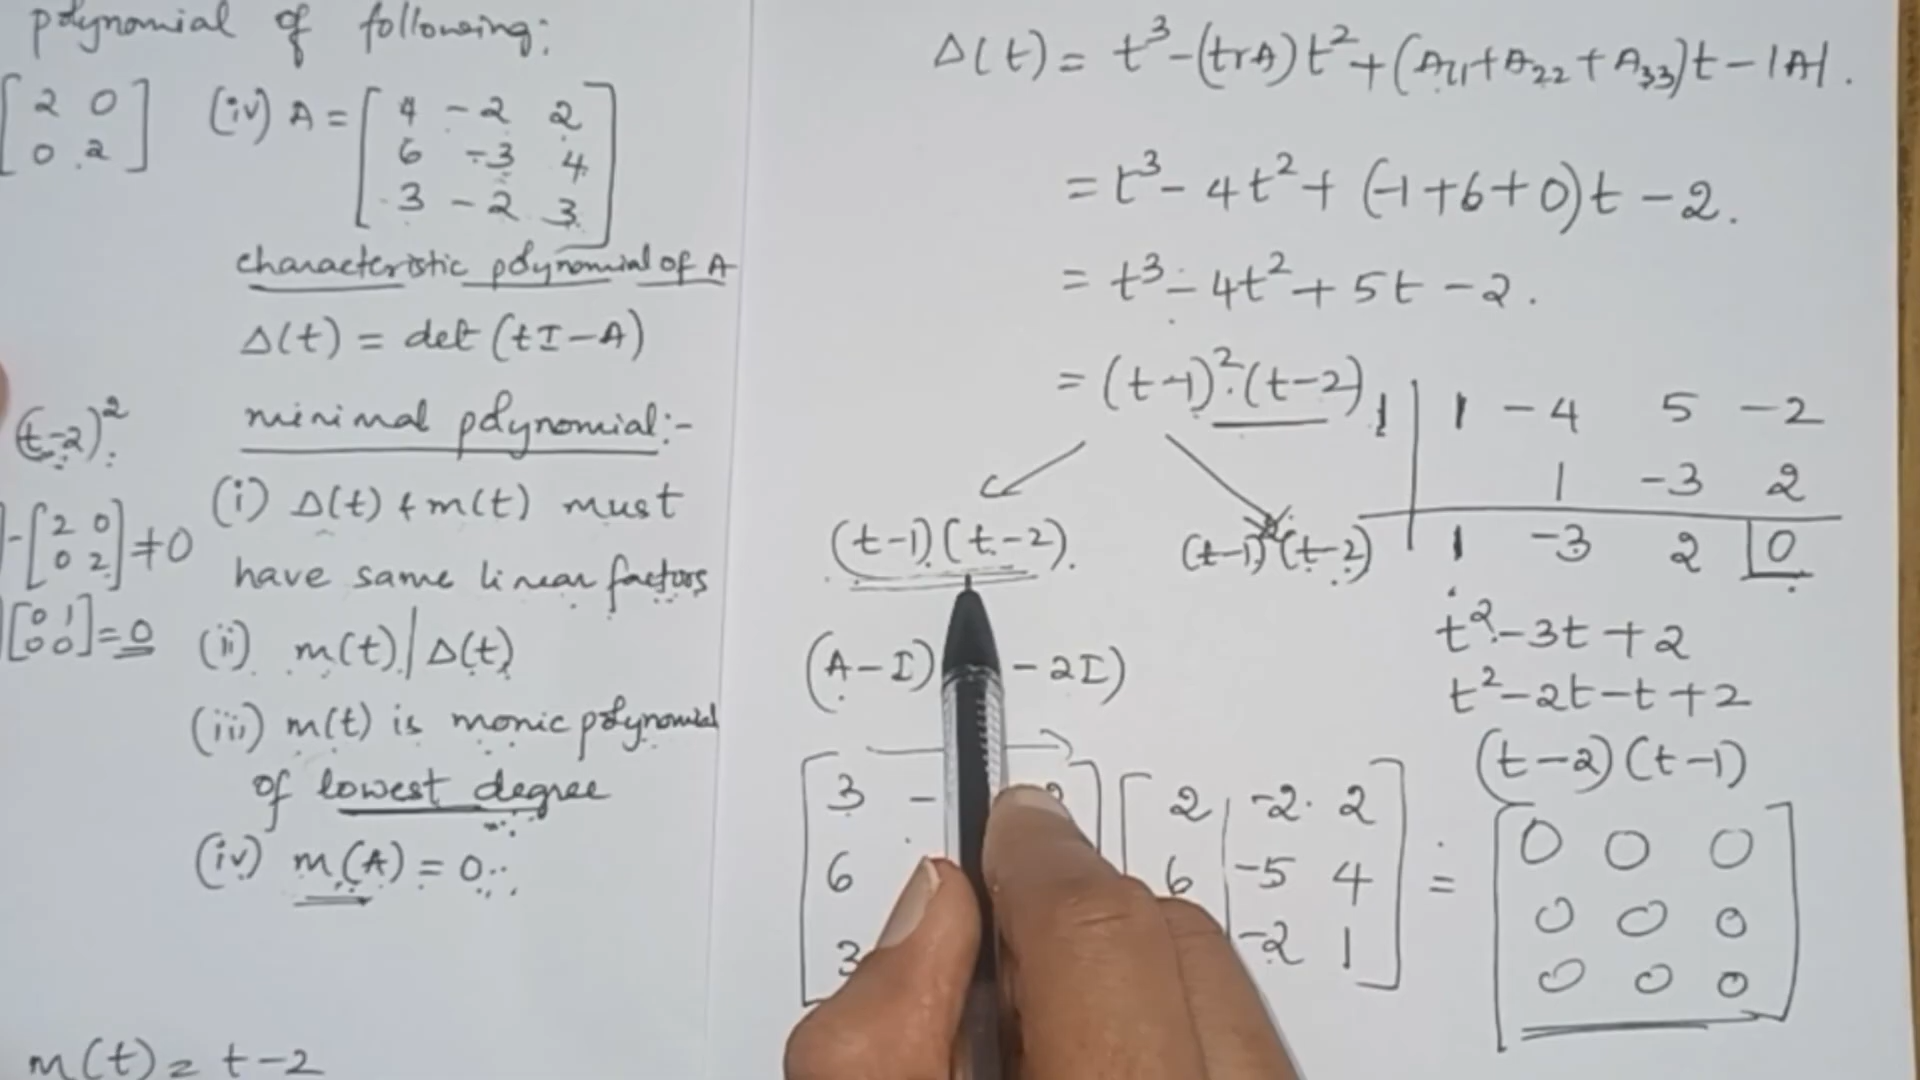 polynomial of following:
[2 0
0 2]
(iv) A = [4 -2 2
6 -3 4
3 -2 3]
characteristic polynomial of A
Δ(t) = det (tI-A)
(t-2)²
minimal polynomial:-
(i) Δ(t) & m(t) must
have same linear factors
-[2 0
0 2] ≠ 0
[0 1
0 0] = 0
(ii) m(t) | Δ(t)
(iii) m(t) is monic polynomial
of lowest degree
(iv) m(A) = 0
m(t) = t-2
Δ(t) = t³ - (trA)t² + (A₁₁+A₂₂+A₃₃)t - |A|.
= t³ - 4t² + (-1+6+0)t - 2.
= t³ - 4t² + 5t - 2.
= (t-1)²(t-2)
1 | 1 -4 5 -2
1 -3 2
1 -3 2 |0
t² - 3t + 2
t² - 2t - t + 2
(t-2)(t-1)
(t-1)(t-2). (t-1)²(t-2)
(A-I) -2I)
[3 - 2] [2 -2 2] = [0 0 0
6 6 -5 4 0 0 0
3 -2 1 0 0 0]